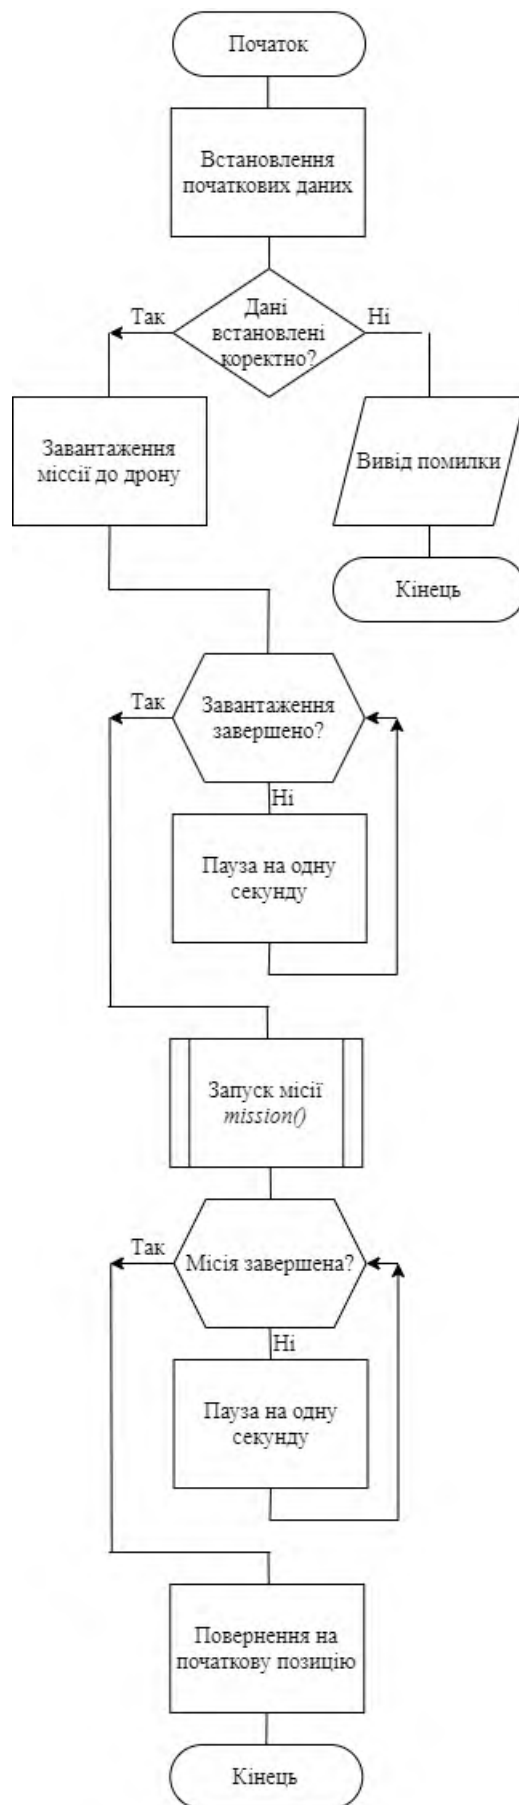 Початок
Встановлення
початкових даних
Дані
встановлені
коректно?
Так
Ні
Завантаження
міссії до дрону
Вивід помилки
Кінець
Завантаження
завершено?
Так
Ні
Пауза на одну
секунду
Запуск місії
mission()
Місія завершена?
Так
Ні
Пауза на одну
секунду
Повернення на
початкову позицію
Кінець